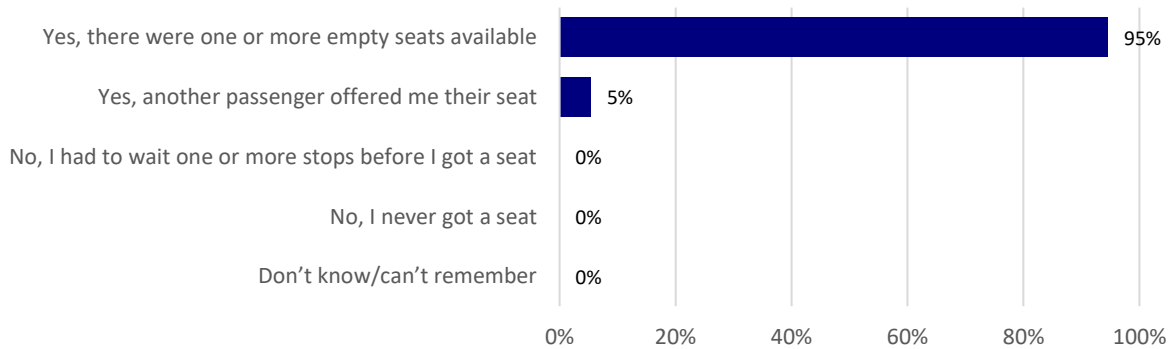 Yes, there were one or more empty seats available 95%
Yes, another passenger offered me their seat 5%
No, I had to wait one or more stops before I got a seat 0%
No, I never got a seat 0%
Don’t know/can’t remember 0%
0% 20% 40% 60% 80% 100%